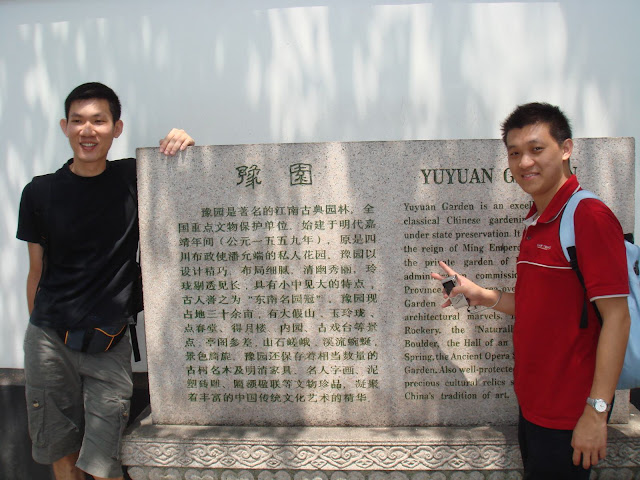 豫园
豫园是著名的江南古典园林，全
国重点文物保护单位，始建于明代嘉
靖年间（公元一五五九年），原是四
川布政使潘允端的私人花园。豫园以
设计精巧、布局细腻，清幽秀丽、玲
珑剔透见长，具有小中见大的特点，
古人誉之为“东南名园冠”。豫园现
占地三十余亩，有大假山、玉玲珑、
点春堂、得月楼、内园、古戏台等景
点，亭阁参差，山石嵯峨，溪流蜿蜒，
景色旖旎。豫园还保存着相当数量的
古树名木及明清家具、名人字画、泥
塑砖雕、匾额楹联等文物珍品，凝聚
着丰富的中国传统文化艺术的精华。
YUYUAN
Yuyuan Garden is an
classical Chinese
under state preservation. It
the reign of Ming
the private garden
commission
Province.
Garden
architectural marvels.
Rockery, the "Natural
Boulder, the Hall of
Spring, the Ancient Opera
Garden. Also well-protected
precious cultural relics
China's tradition of art.